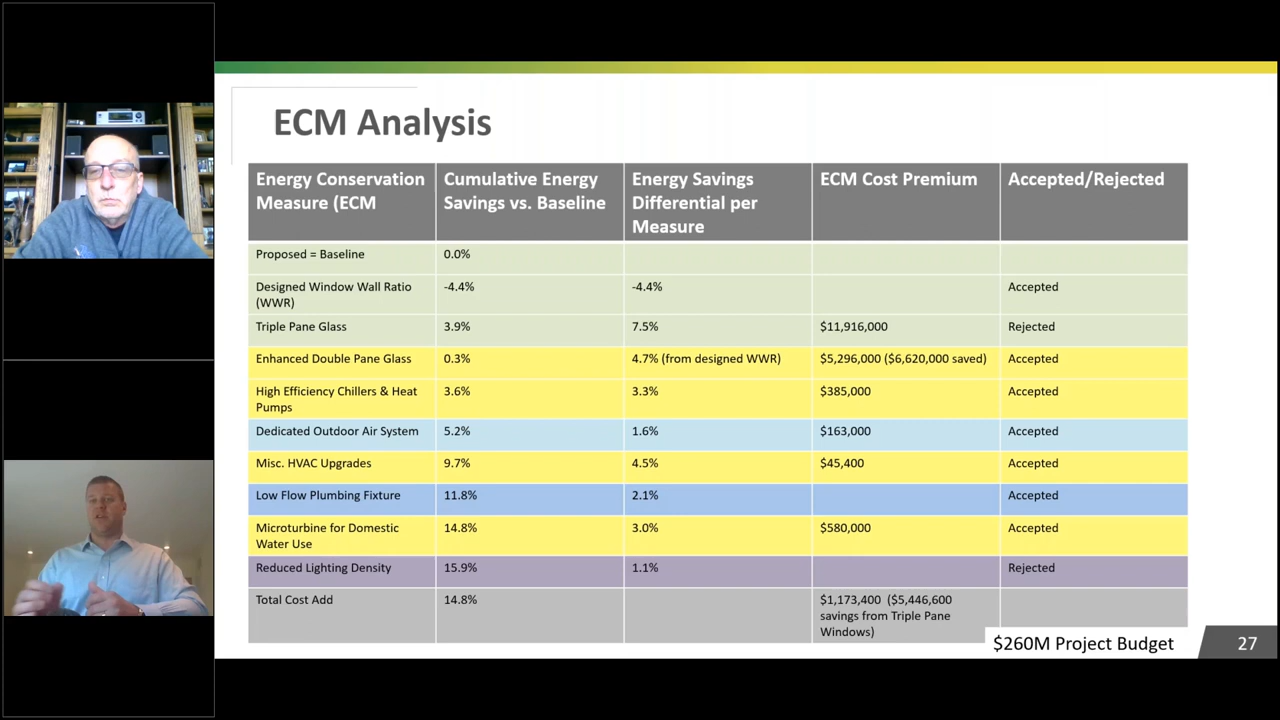 ECM Analysis
Energy Conservation
Measure (ECM
Cumulative Energy
Savings vs. Baseline
Energy Savings
Differential per
Measure
ECM Cost Premium
Accepted/Rejected
Proposed = Baseline
0.0%
Designed Window Wall Ratio
(WWR)
-4.4%
-4.4%
Accepted
Triple Pane Glass
3.9%
7.5%
$11,916,000
Rejected
Enhanced Double Pane Glass
0.3%
4.7% (from designed WWR)
$5,296,000 ($6,620,000 saved)
Accepted
High Efficiency Chillers & Heat
Pumps
3.6%
3.3%
$385,000
Accepted
Dedicated Outdoor Air System
5.2%
1.6%
$163,000
Accepted
Misc. HVAC Upgrades
9.7%
4.5%
$45,400
Accepted
Low Flow Plumbing Fixture
11.8%
2.1%
Accepted
Microturbine for Domestic
Water Use
14.8%
3.0%
$580,000
Accepted
Reduced Lighting Density
15.9%
1.1%
Rejected
Total Cost Add
14.8%
$1,173,400 ($5,446,600
savings from Triple Pane
Windows)
$260M Project Budget
27